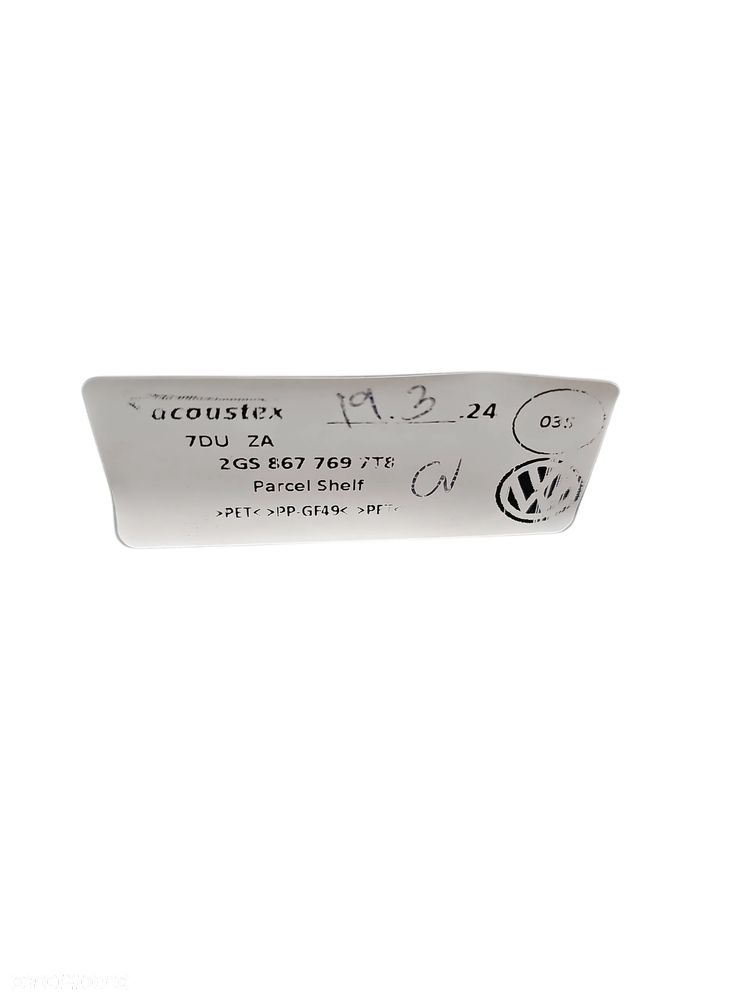 acoustex 19.3 .24
7DU ZA
2GS 867 769 7T8
Parcel Shelf
>PET< >PP-GF49<